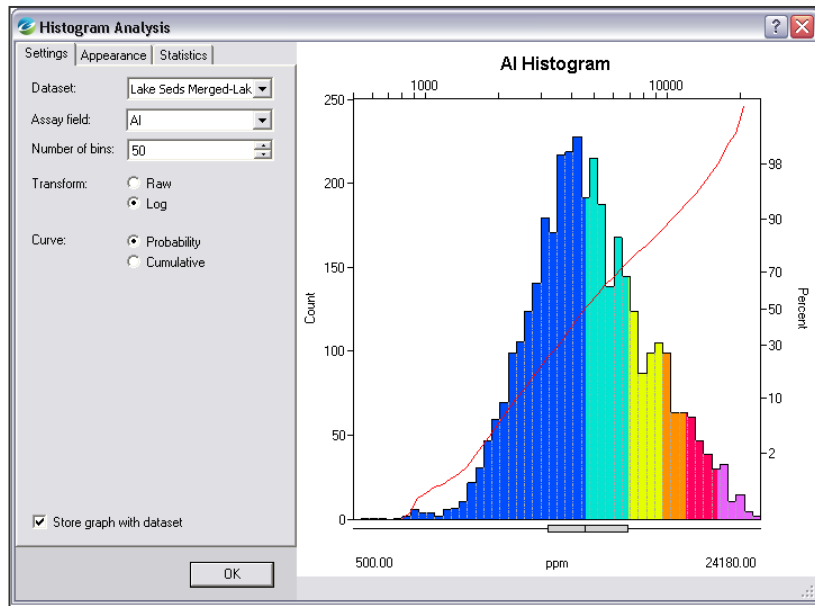 Histogram Analysis
Settings Appearance Statistics
Dataset: Lake Seds Merged-Lak
Assay field: Al
Number of bins: 50
Transform: Raw
Log
Curve: Probability
Cumulative
Store graph with dataset
OK
Al Histogram
1000 10000
250
200
150
100
50
0
Count
98
90
70
50
30
10
2
Percent
500.00 ppm 24180.00